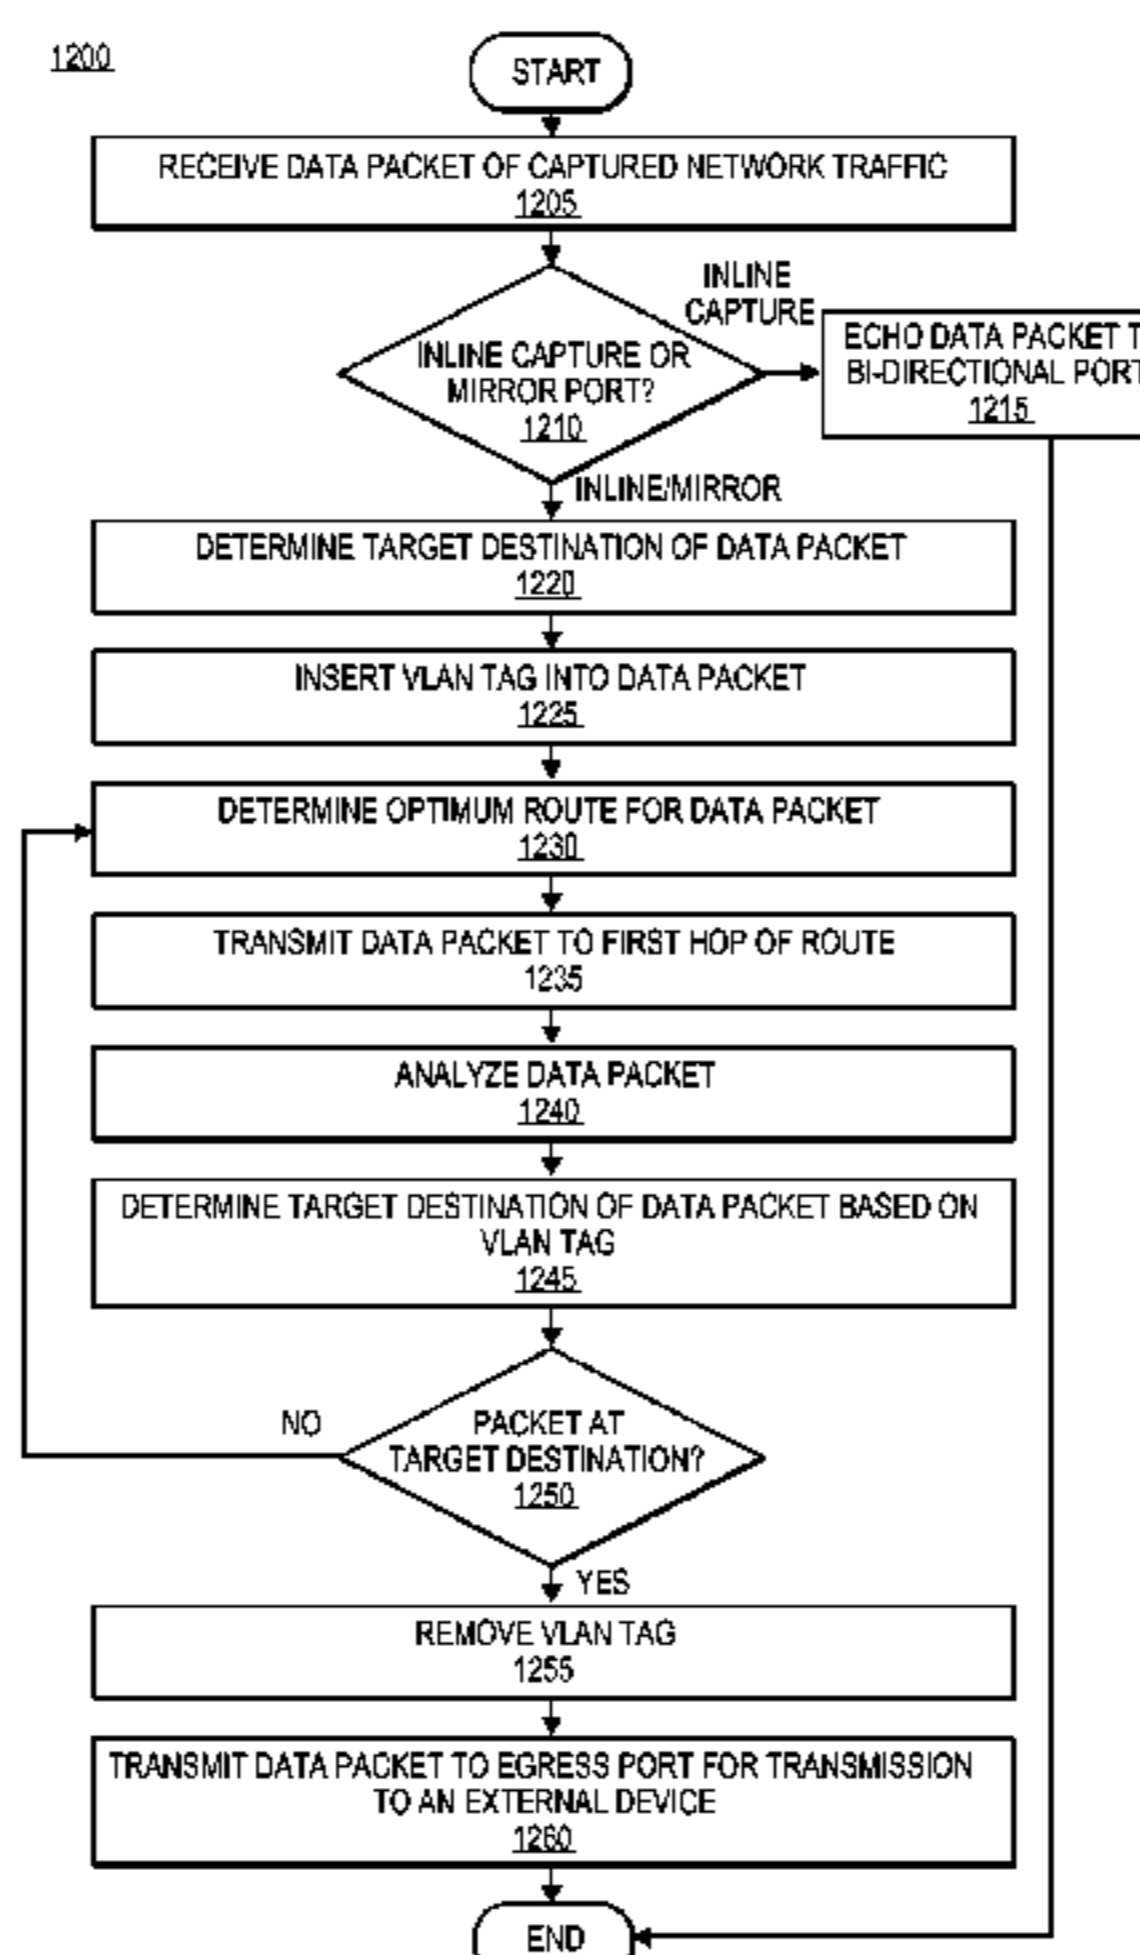 1200
START
RECEIVE DATA PACKET OF CAPTURED NETWORK TRAFFIC
1205
INLINE
CAPTURE
INLINE CAPTURE OR
MIRROR PORT?
1210
ECHO DATA PACKET T
BI-DIRECTIONAL PORT
1215
INLINE/MIRROR
DETERMINE TARGET DESTINATION OF DATA PACKET
1220
INSERT VLAN TAG INTO DATA PACKET
1225
DETERMINE OPTIMUM ROUTE FOR DATA PACKET
1230
TRANSMIT DATA PACKET TO FIRST HOP OF ROUTE
1235
ANALYZE DATA PACKET
1240
DETERMINE TARGET DESTINATION OF DATA PACKET BASED ON
VLAN TAG
1245
NO
PACKET AT
TARGET DESTINATION?
1250
YES
REMOVE VLAN TAG
1255
TRANSMIT DATA PACKET TO EGRESS PORT FOR TRANSMISSION
TO AN EXTERNAL DEVICE
1260
END